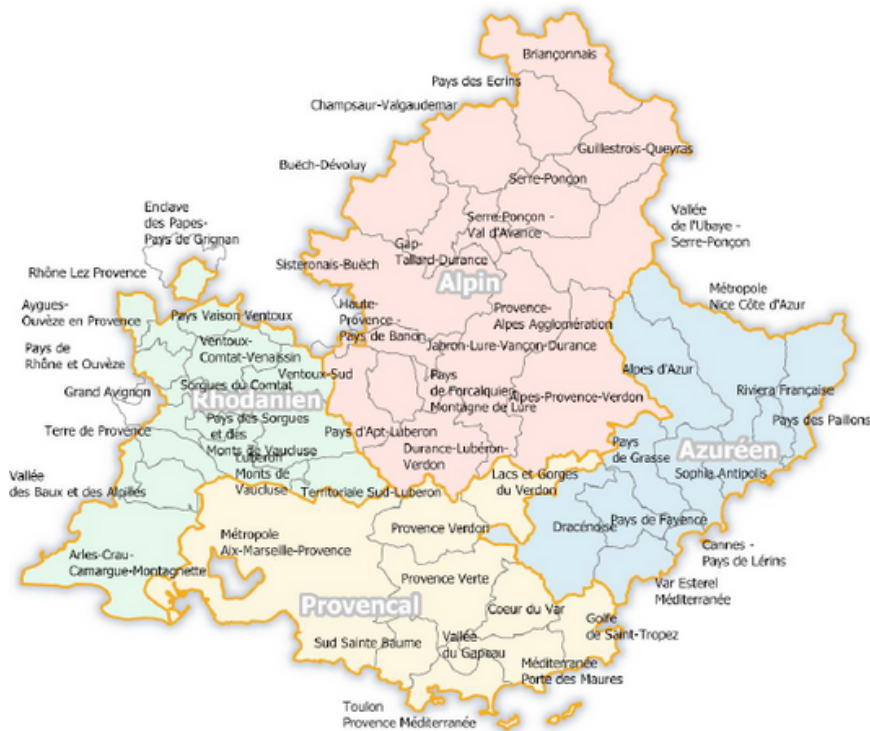 Briançonnais
Pays des Ecrins
Champsaur-Valgaudemar
Guillestrois-Queyras
Buëch-Dévoluy
Serre-Ponçon
Enclave
des Papes-
Pays de Grignan
Serre-Ponçon -
Val d'Avance
Vallée
de l'Ubaye -
Serre-Ponçon
Gap-
Tallard-Durance
Sisteronais-Buëch
Rhône Lez Provence
Alpin
Métropole
Nice Côte d'Azur
Aygues-
Ouvèze en Provence
Pays Vaison Ventoux
Haute-
Provence -
Pays de Banon
Provence-
Alpes Agglomération
Ventoux-
Comtat-Venaissin
Jabron-Lure-Vançon-Durance
Pays de
Rhône et Ouvèze
Ventoux-Sud
Alpes d'Azur
Sorgues du Comtat
Pays
de Forcalquier
Montagne de Lure
Riviera Française
Grand Avignon
Rhodanien
Alpes-Provence-Verdon
Pays des Paillons
Pays des Sorgues
et des
Monts de Vaucluse
Terre de Provence
Pays d'Apt-Luberon
Pays
de Grasse
Azuréen
Durance-Lubéron-
Verdon
Luberon
Monts de
Vaucluse
Sophia Antipolis
Vallée
des Baux et des Alpilles
Lacs et Gorges
du Verdon
Territoriale Sud-Luberon
Dracénoise
Pays de Fayence
Provence Verdon
Métropole
Aix-Marseille-Provence
Cannes -
Pays de Lérins
Arles-Crau-
Camargue-Montagnette
Provence Verte
Var Esterel
Méditerranée
Provencal
Coeur du Var
Golfe
de Saint-Tropez
Sud Sainte Baume
Vallée
du Gapeau
Méditerranée
Porte des Maures
Toulon
Provence Méditerranée